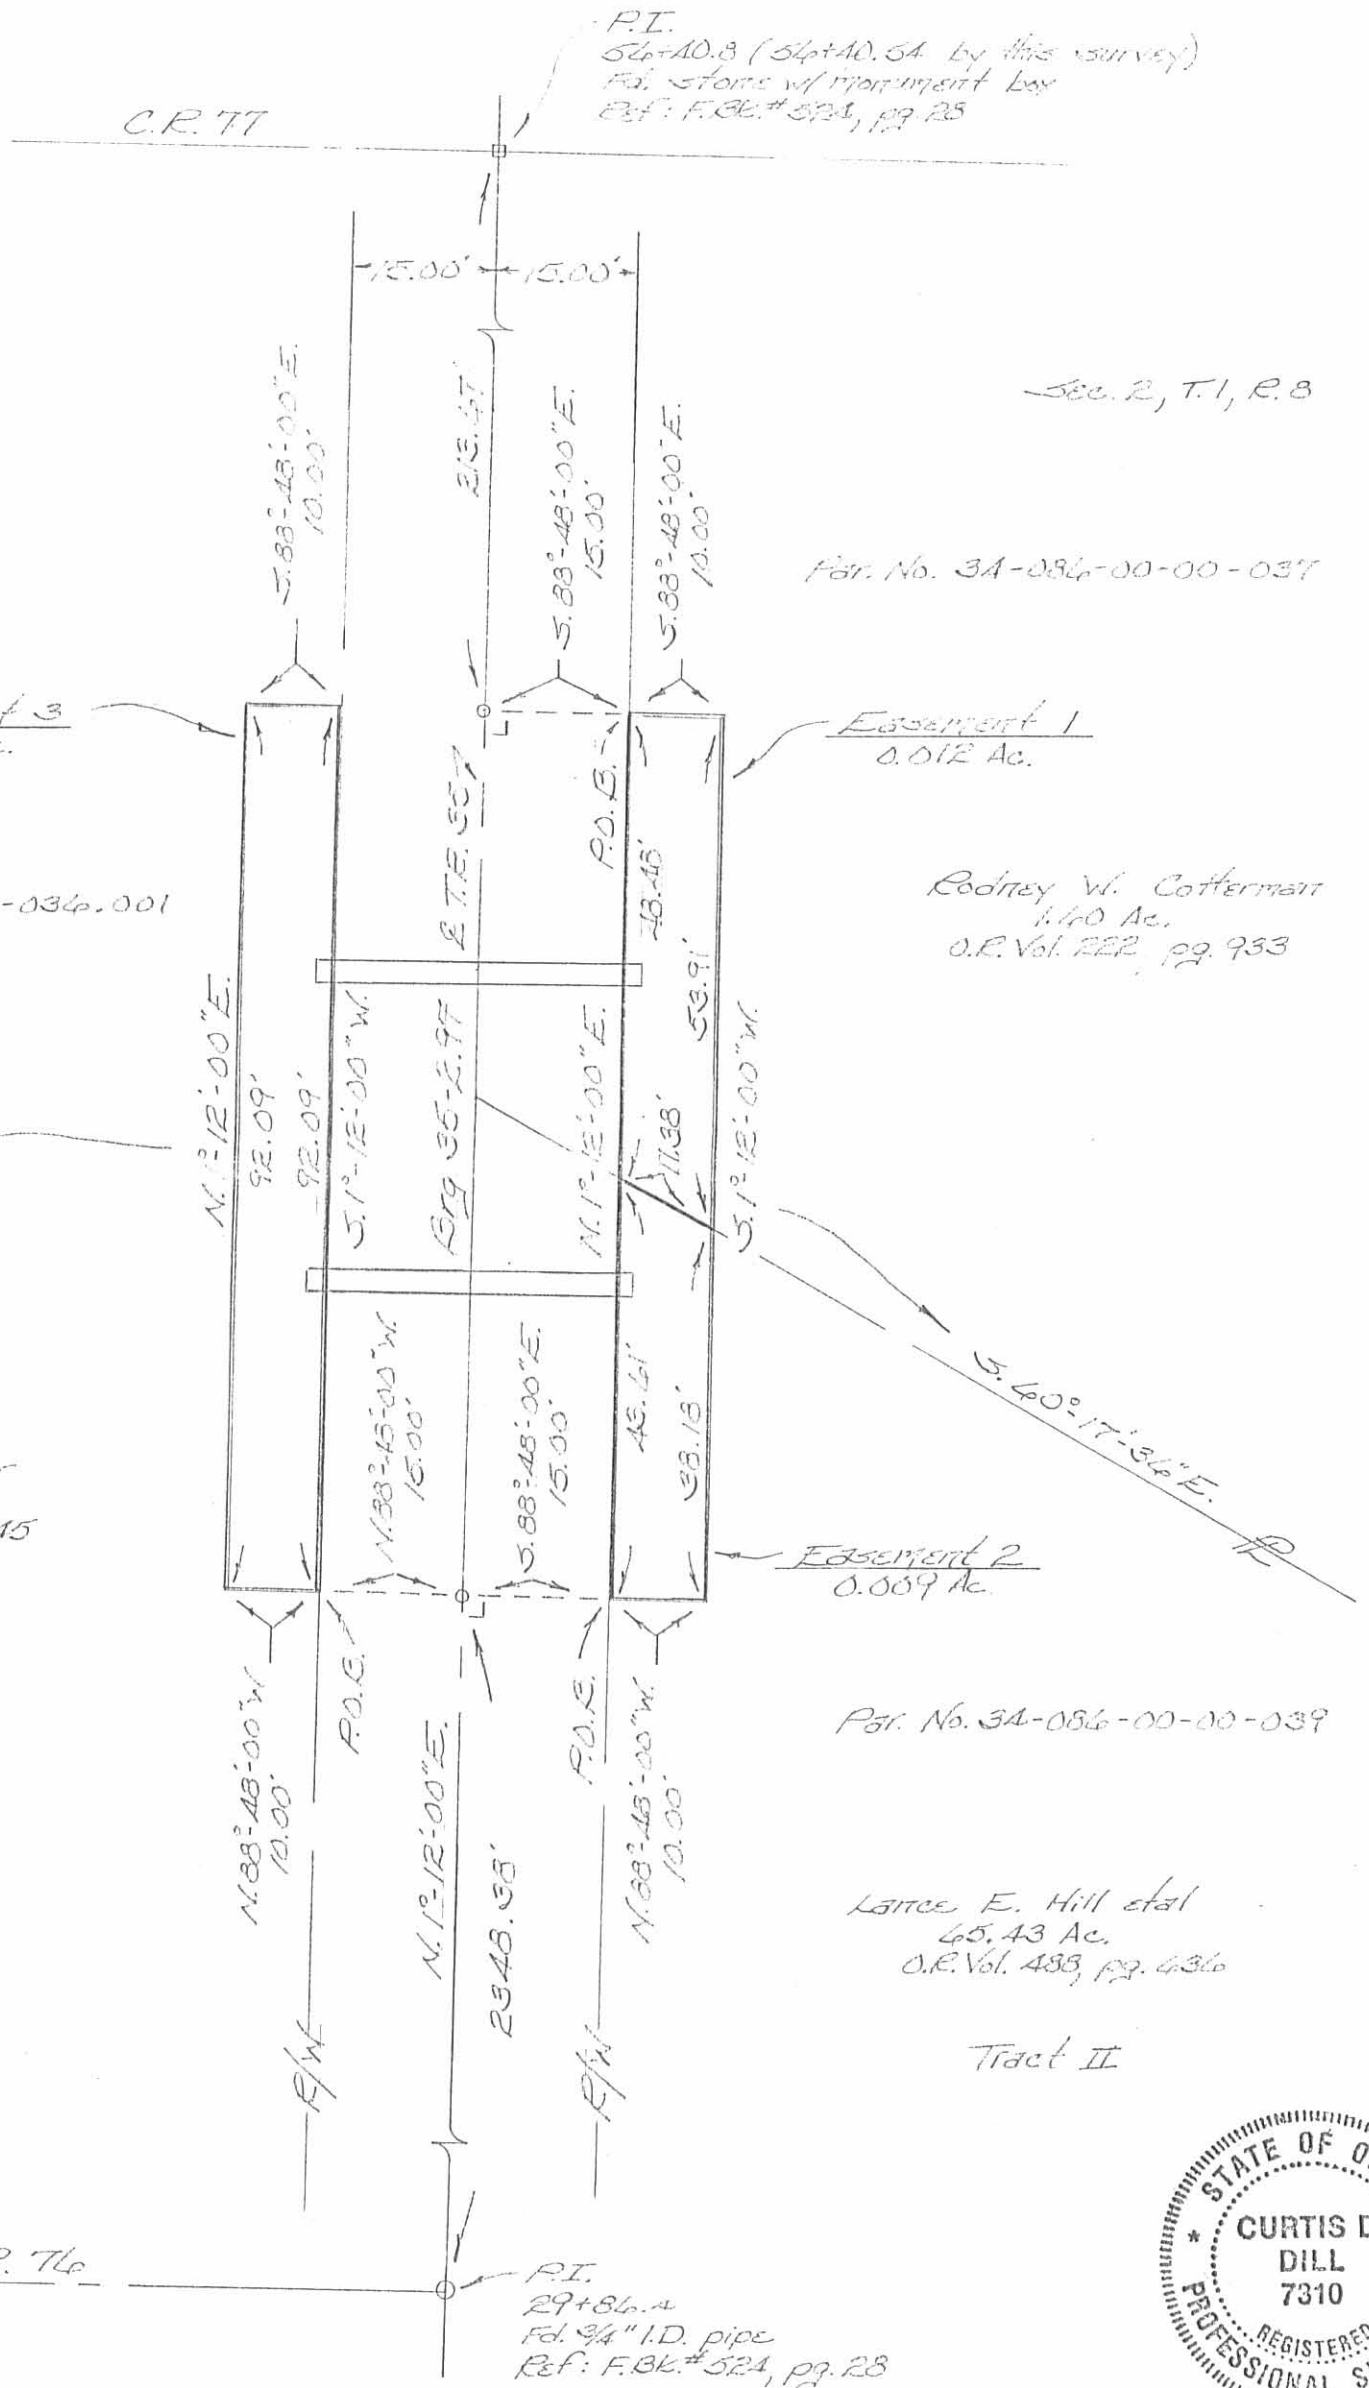 P.I.
56+40.8 (56+40.54 by this survey)
Fd. stone w/ monument box
Ref: F.Bk.# 524, pg. 28
C.R. 77
15.00' 15.00'
S.88°-48'-00"E.
10.00'
213.67'
S.88°-48'-00"E.
15.00'
S.88°-48'-00"E.
10.00'
Sec. 2, T.1, R.8
Par. No. 34-086-00-00-037
t 3
Easement 1
0.012 Ac.
P.O.B.
℄ T.R. 357
48.48'
53.91'
-036.001
Rodney W. Cotterman
1.60 Ac.
O.R. Vol. 222, pg. 933
N.1°-12'-00"E.
92.09'
92.09'
S.1°-12'-00"W.
Brg 35-2.97
N.1°-12'-00"E.
17.38'
S.1°-12'-00"W.
S.60°-17'-36"E.
N.88°-48'-00"W.
15.00'
S.88°-48'-00"E.
15.00'
43.61'
38.18'
15
Easement 2
0.009 Ac.
N.88°-48'-00"W
10.00'
P.O.B.
N.1°-12'-00"E.
2348.38'
P.O.B.
N.88°-48'-00"W.
10.00'
Par. No. 34-086-00-00-039
Lance E. Hill etal
65.43 Ac.
O.R. Vol. 488, pg. 636
Tract II
R/W
R/W
R. 76
P.I.
29+86.4
Fd. 3/4" I.D. pipe
Ref: F.Bk.# 524, pg. 28
STATE OF O
CURTIS D
DILL
7310
REGISTERED
PROFESSIONAL S